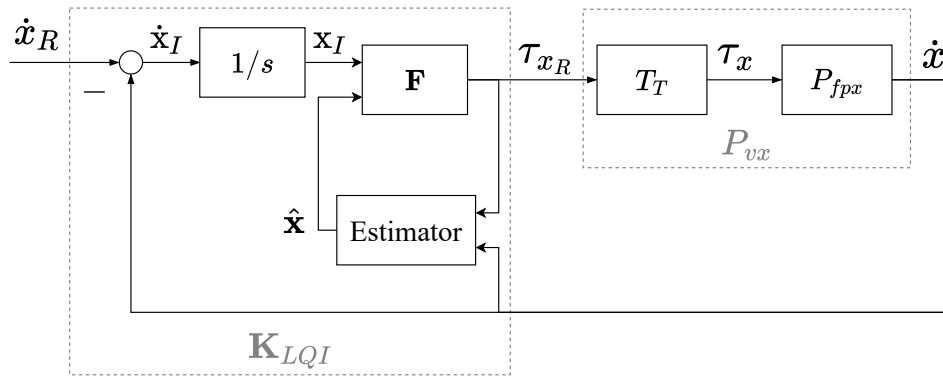 ẋ_R
ẋ_I
1/s
x_I
F
τ_{x_R}
T_T
τ_x
P_{fpx}
ẋ
−
P_{vx}
x̂
Estimator
K_{LQI}